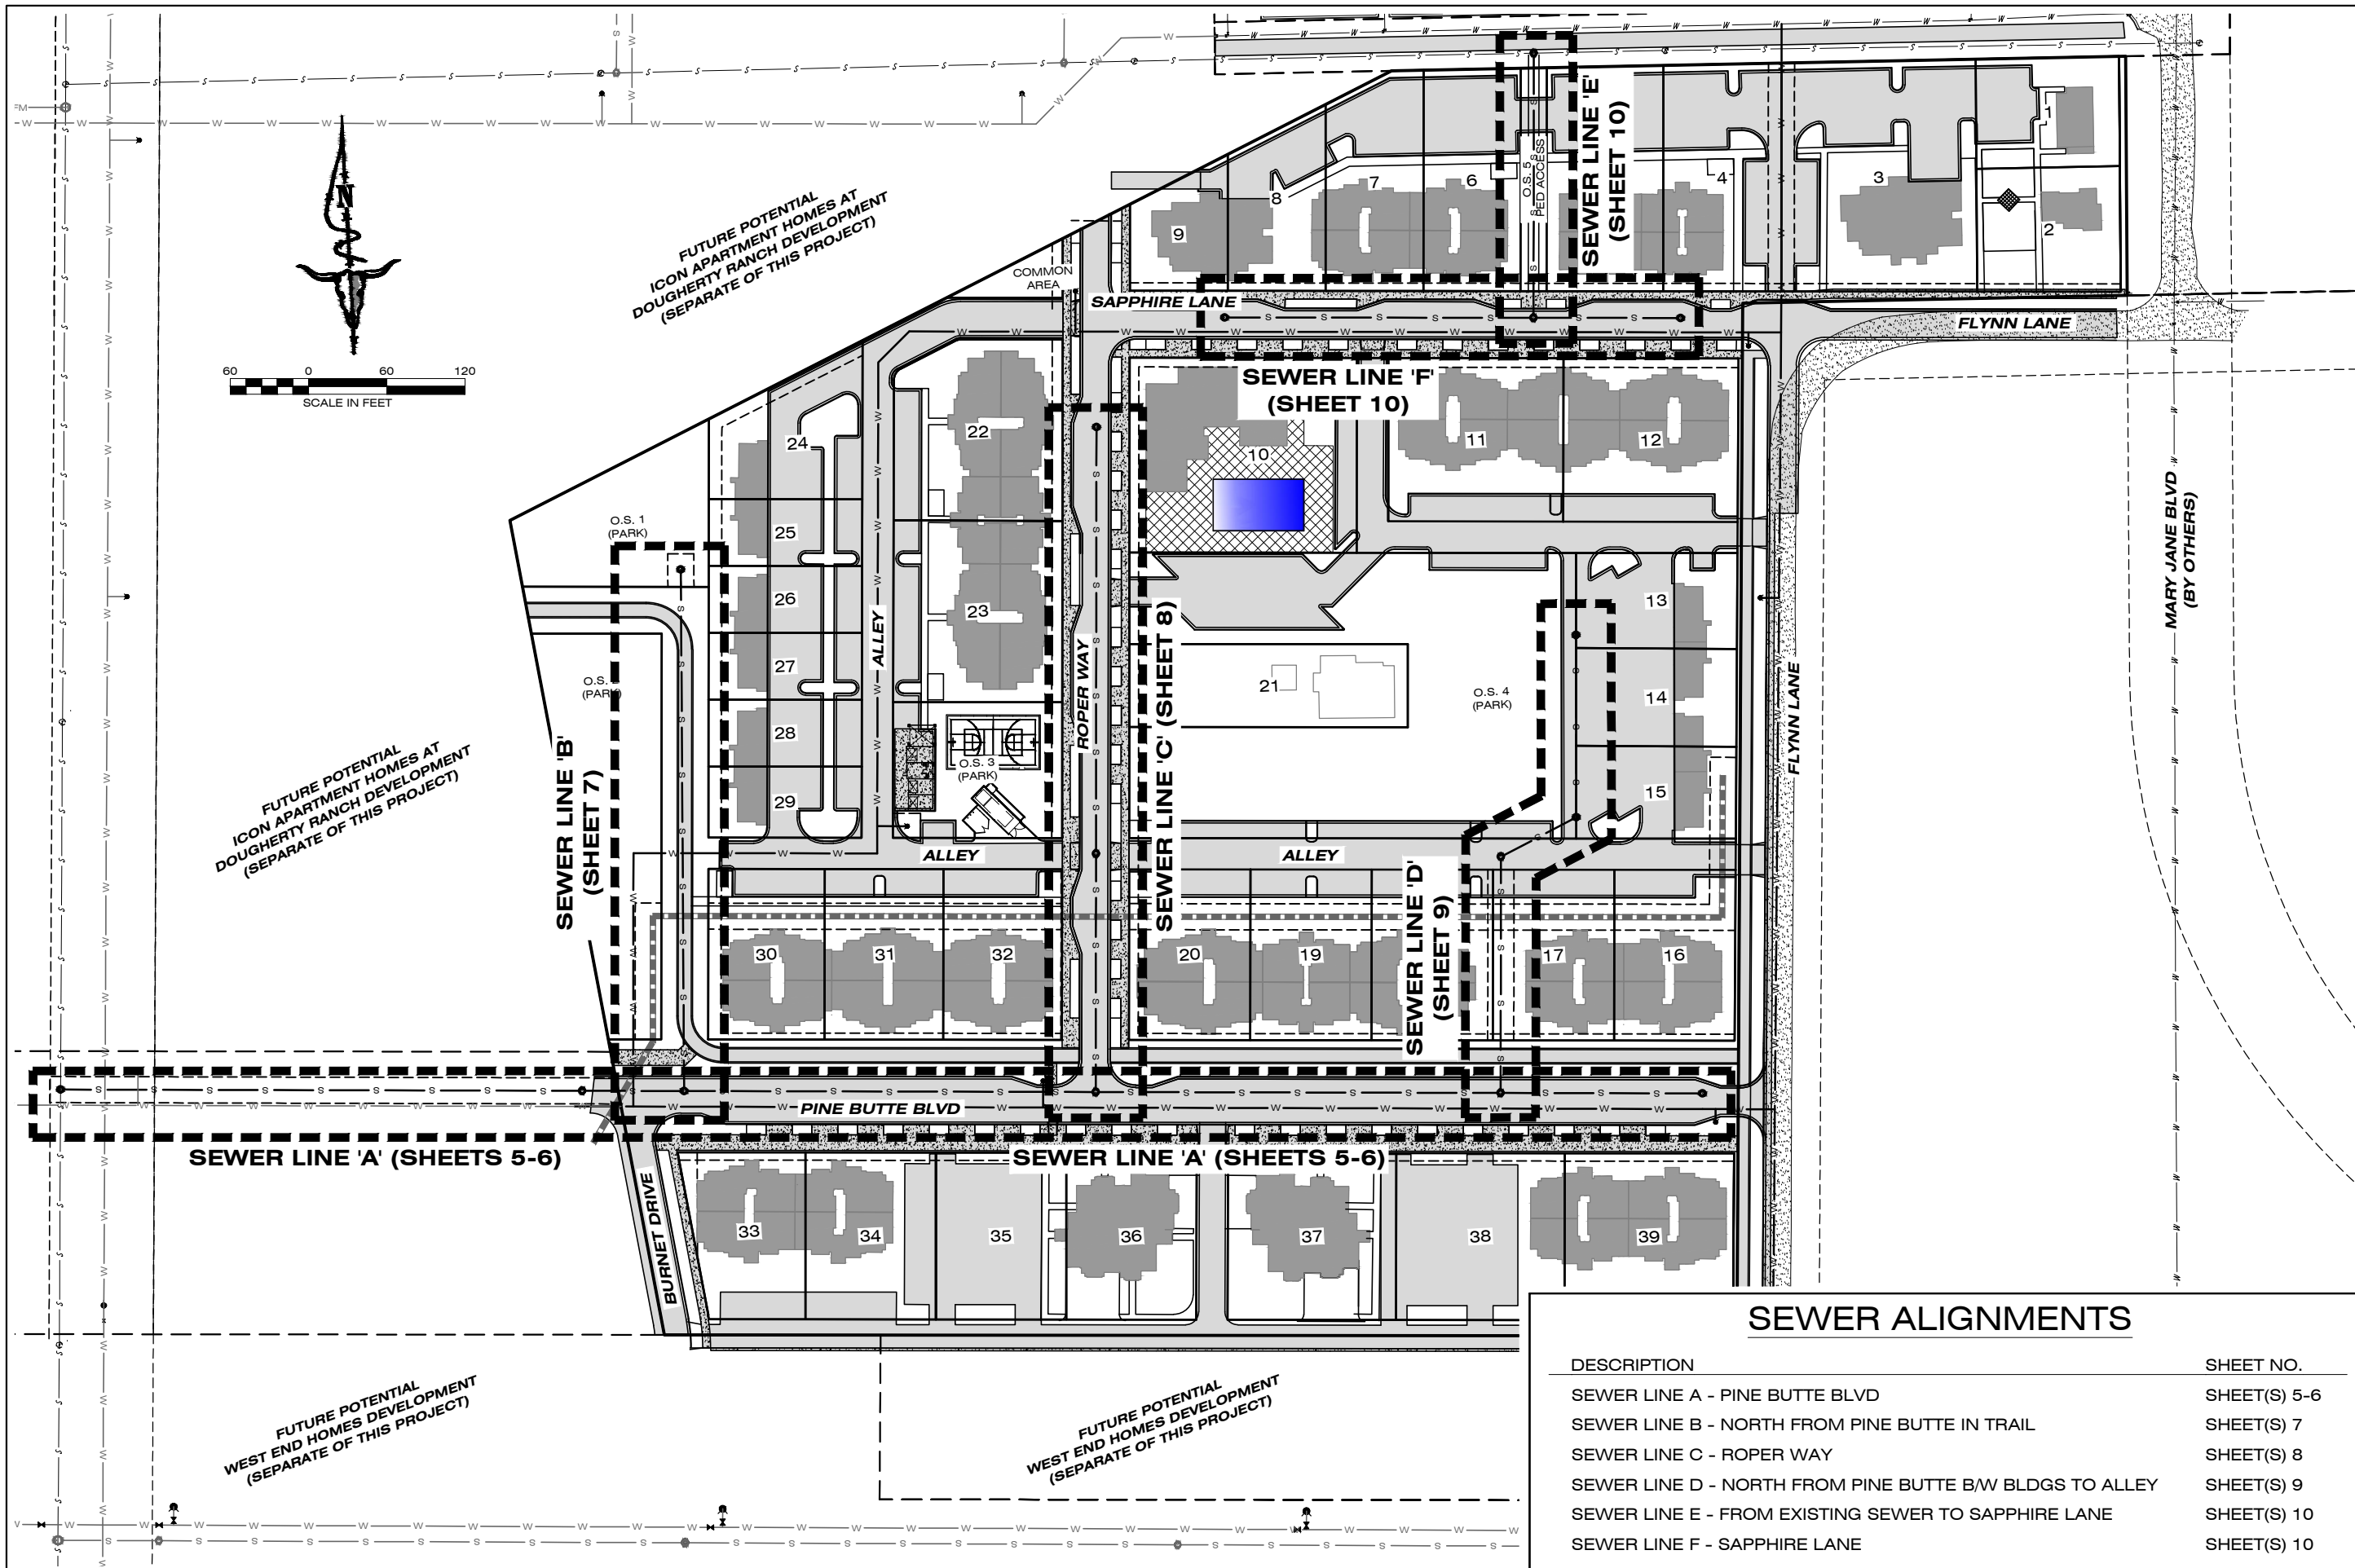 N
60 0 60 120
SCALE IN FEET
FUTURE POTENTIAL
ICON APARTMENT HOMES AT
DOUGHERTY RANCH DEVELOPMENT
(SEPARATE OF THIS PROJECT)
COMMON
AREA
SAPPHIRE LANE
FLYNN LANE
SEWER LINE 'E'
(SHEET 10)
O.S. 5
PED ACCESS
1
2
3
4
6
7
8
9
SEWER LINE 'F'
(SHEET 10)
10
11
12
13
14
15
16
17
19
20
21
22
23
24
25
26
27
28
29
30
31
32
O.S. 1
(PARK)
O.S. 2
(PARK)
O.S. 3
(PARK)
O.S. 4
(PARK)
ALLEY
ALLEY
ALLEY
ROPER WAY
FLYNN LANE
MARY JANE BLVD
(BY OTHERS)
SEWER LINE 'B'
(SHEET 7)
SEWER LINE 'C' (SHEET 8)
SEWER LINE 'D'
(SHEET 9)
FUTURE POTENTIAL
ICON APARTMENT HOMES AT
DOUGHERTY RANCH DEVELOPMENT
(SEPARATE OF THIS PROJECT)
PINE BUTTE BLVD
SEWER LINE 'A' (SHEETS 5-6)
SEWER LINE 'A' (SHEETS 5-6)
BURNET DRIVE
33
34
35
36
37
38
39
FUTURE POTENTIAL
WEST END HOMES DEVELOPMENT
(SEPARATE OF THIS PROJECT)
FUTURE POTENTIAL
WEST END HOMES DEVELOPMENT
(SEPARATE OF THIS PROJECT)
SEWER ALIGNMENTS
DESCRIPTION SHEET NO.
SEWER LINE A - PINE BUTTE BLVD SHEET(S) 5-6
SEWER LINE B - NORTH FROM PINE BUTTE IN TRAIL SHEET(S) 7
SEWER LINE C - ROPER WAY SHEET(S) 8
SEWER LINE D - NORTH FROM PINE BUTTE B/W BLDGS TO ALLEY SHEET(S) 9
SEWER LINE E - FROM EXISTING SEWER TO SAPPHIRE LANE SHEET(S) 10
SEWER LINE F - SAPPHIRE LANE SHEET(S) 10